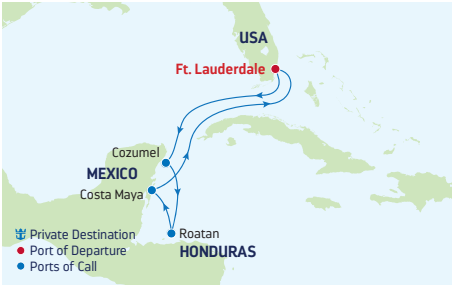 USA
Ft. Lauderdale
Cozumel
MEXICO
Costa Maya
Roatan
HONDURAS
Private Destination
Port of Departure
Ports of Call